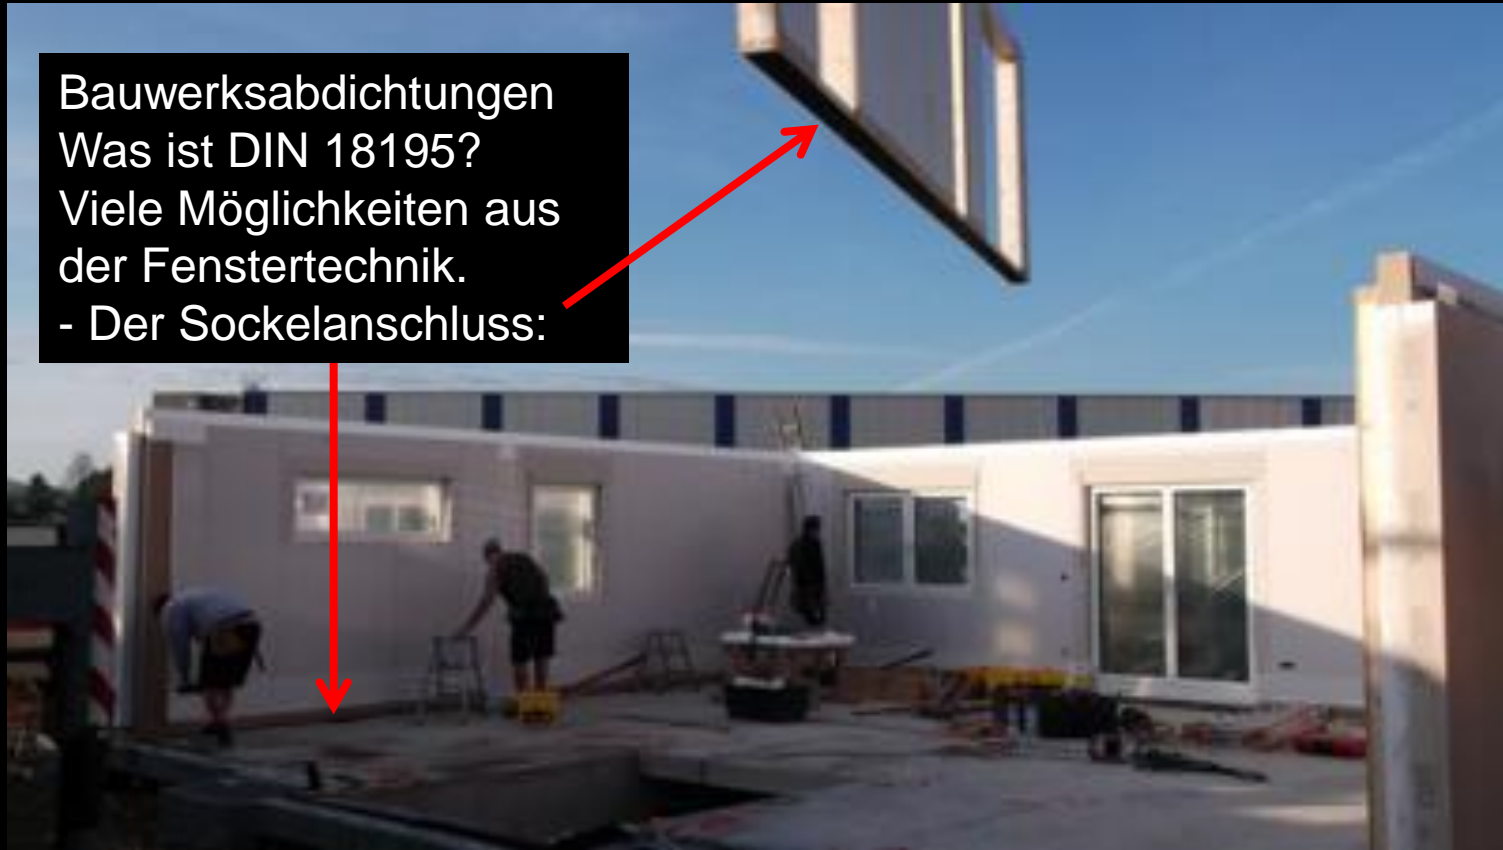 Bauwerksabdichtungen
Was ist DIN 18195?
Viele Möglichkeiten aus
der Fenstertechnik.
- Der Sockelanschluss: